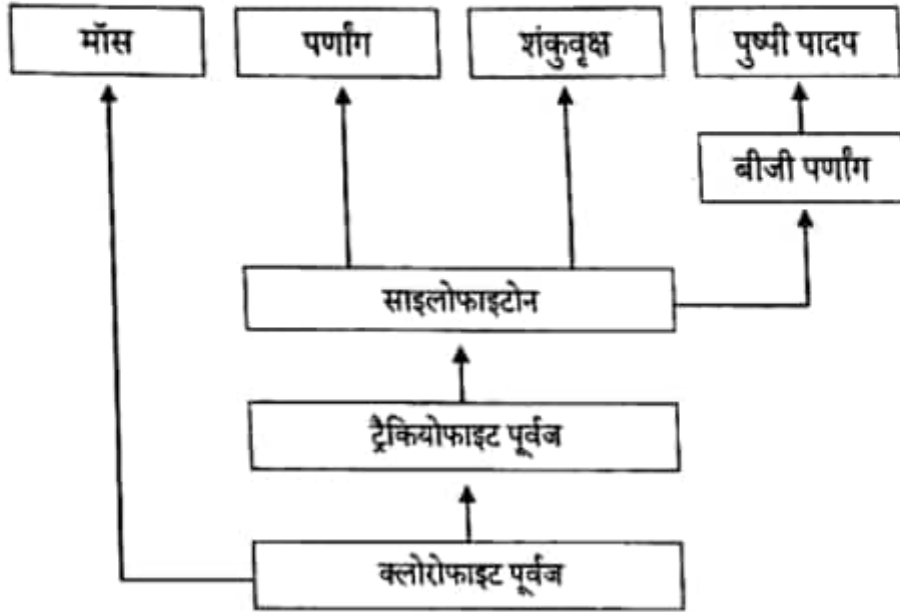 मॉस
पर्णांग
शंकुवृक्ष
पुष्पी पादप
बीजी पर्णांग
साइलोफाइटोन
ट्रैकियोफाइट पूर्वज
क्लोरोफाइट पूर्वज